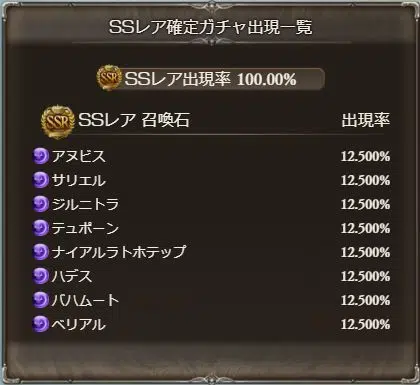 SSレア確定ガチャ出現一覧
SSR SSレア出現率 100.00%
SSR SSレア 召喚石 出現率
アヌビス 12.500%
サリエル 12.500%
ジルニトラ 12.500%
テュポーン 12.500%
ナイアルラトホテップ 12.500%
ハデス 12.500%
バハムート 12.500%
ベリアル 12.500%